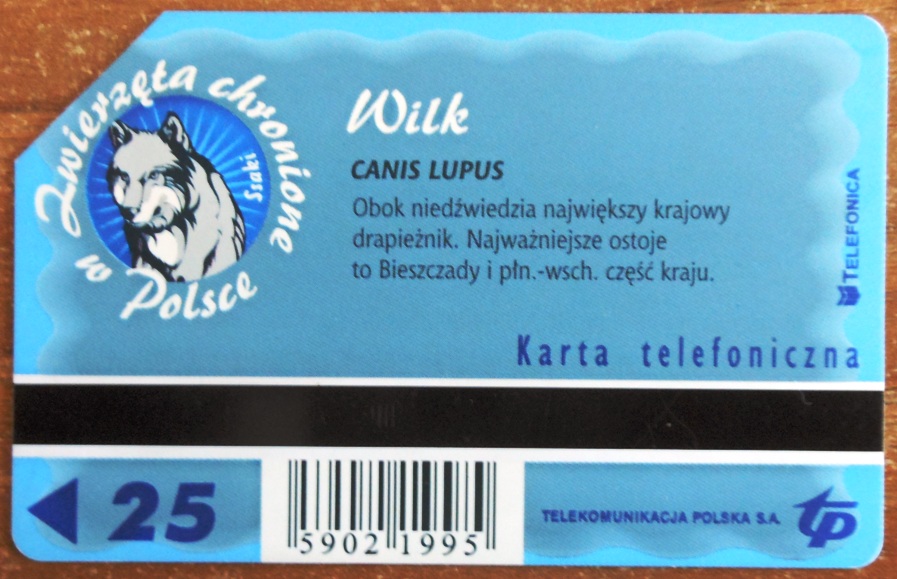 Zwierzęta chronione
w Polsce
Ssaki
Wilk
CANIS LUPUS
Obok niedźwiedzia największy krajowy
drapieżnik. Najważniejsze ostoje
to Bieszczady i płn.-wsch. część kraju.
TELEFONICA
Karta telefoniczna
25
5902 1995
TELEKOMUNIKACJA POLSKA S.A.
tp